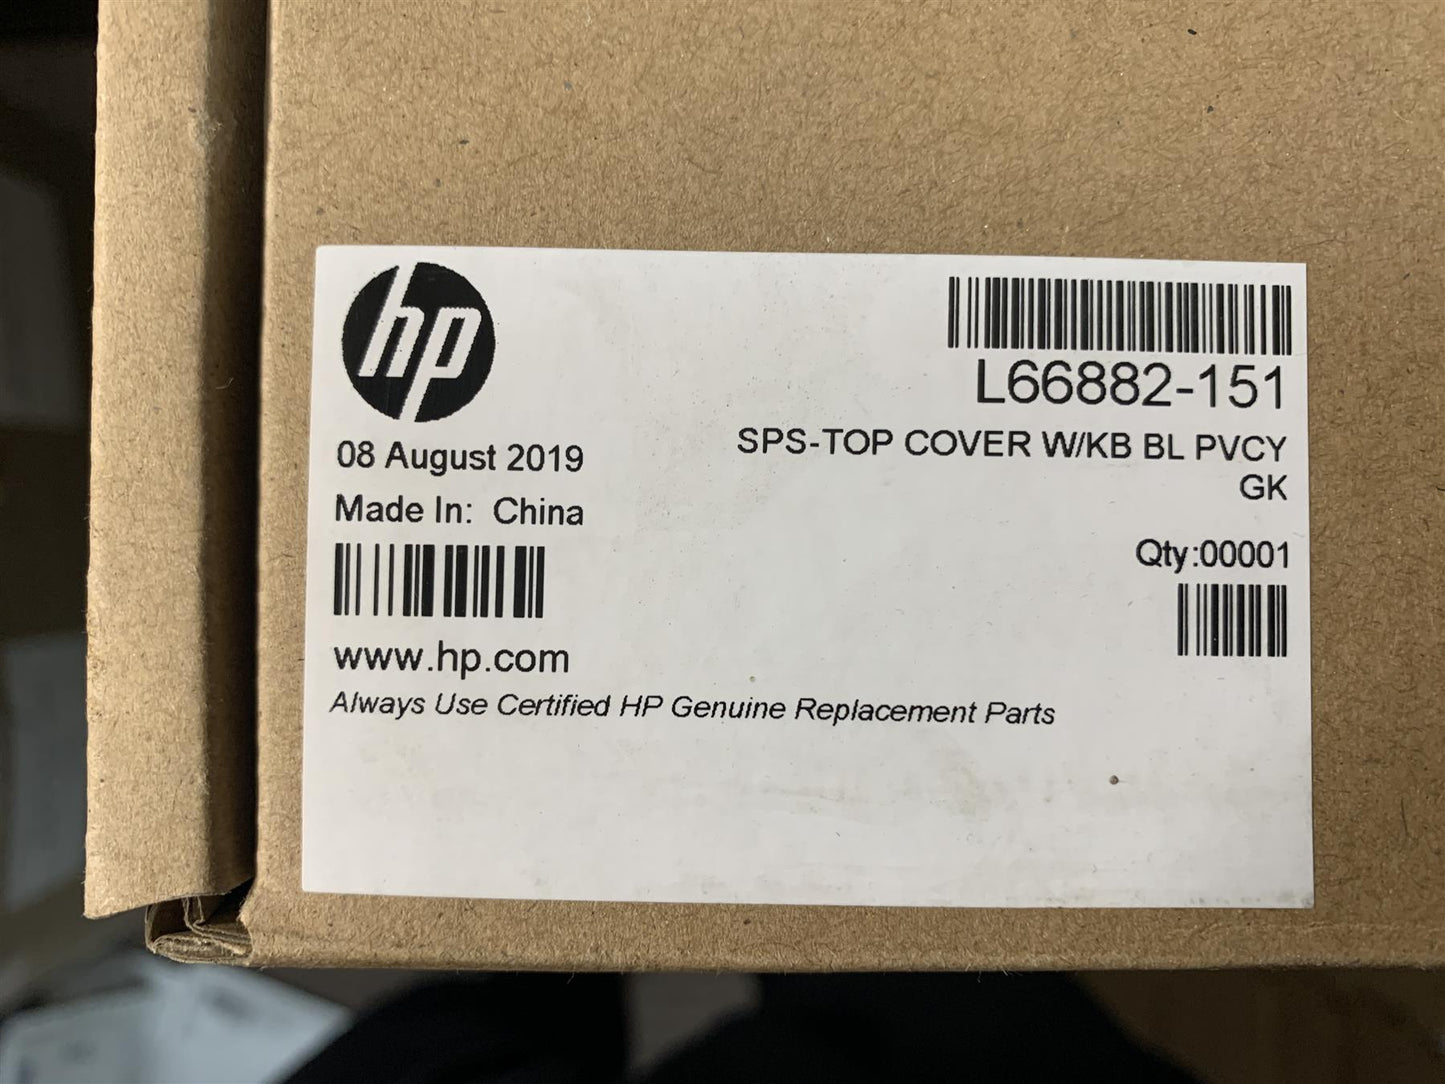 hp
L66882-151
08 August 2019
SPS-TOP COVER W/KB BL PVCY
GK
Made In: China
Qty:00001
www.hp.com
Always Use Certified HP Genuine Replacement Parts